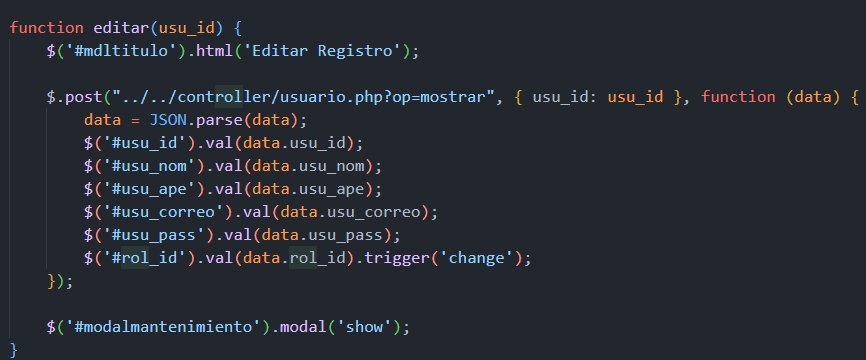 function editar(usu_id) {
$('#mdltitulo').html('Editar Registro');
$.post("../../controller/usuario.php?op=mostrar", { usu_id: usu_id }, function (data) {
data = JSON.parse(data);
$('#usu_id').val(data.usu_id);
$('#usu_nom').val(data.usu_nom);
$('#usu_ape').val(data.usu_ape);
$('#usu_correo').val(data.usu_correo);
$('#usu_pass').val(data.usu_pass);
$('#rol_id').val(data.rol_id).trigger('change');
});
$('#modalmantenimiento').modal('show');
}